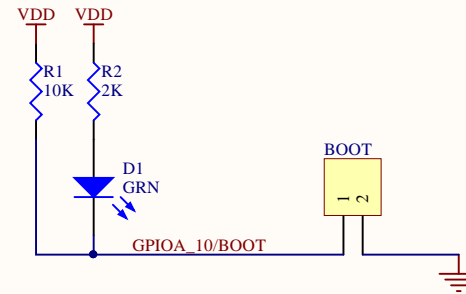 VDD
VDD
R1
10K
R2
2K
D1
GRN
BOOT
1
2
GPIOA_10/BOOT